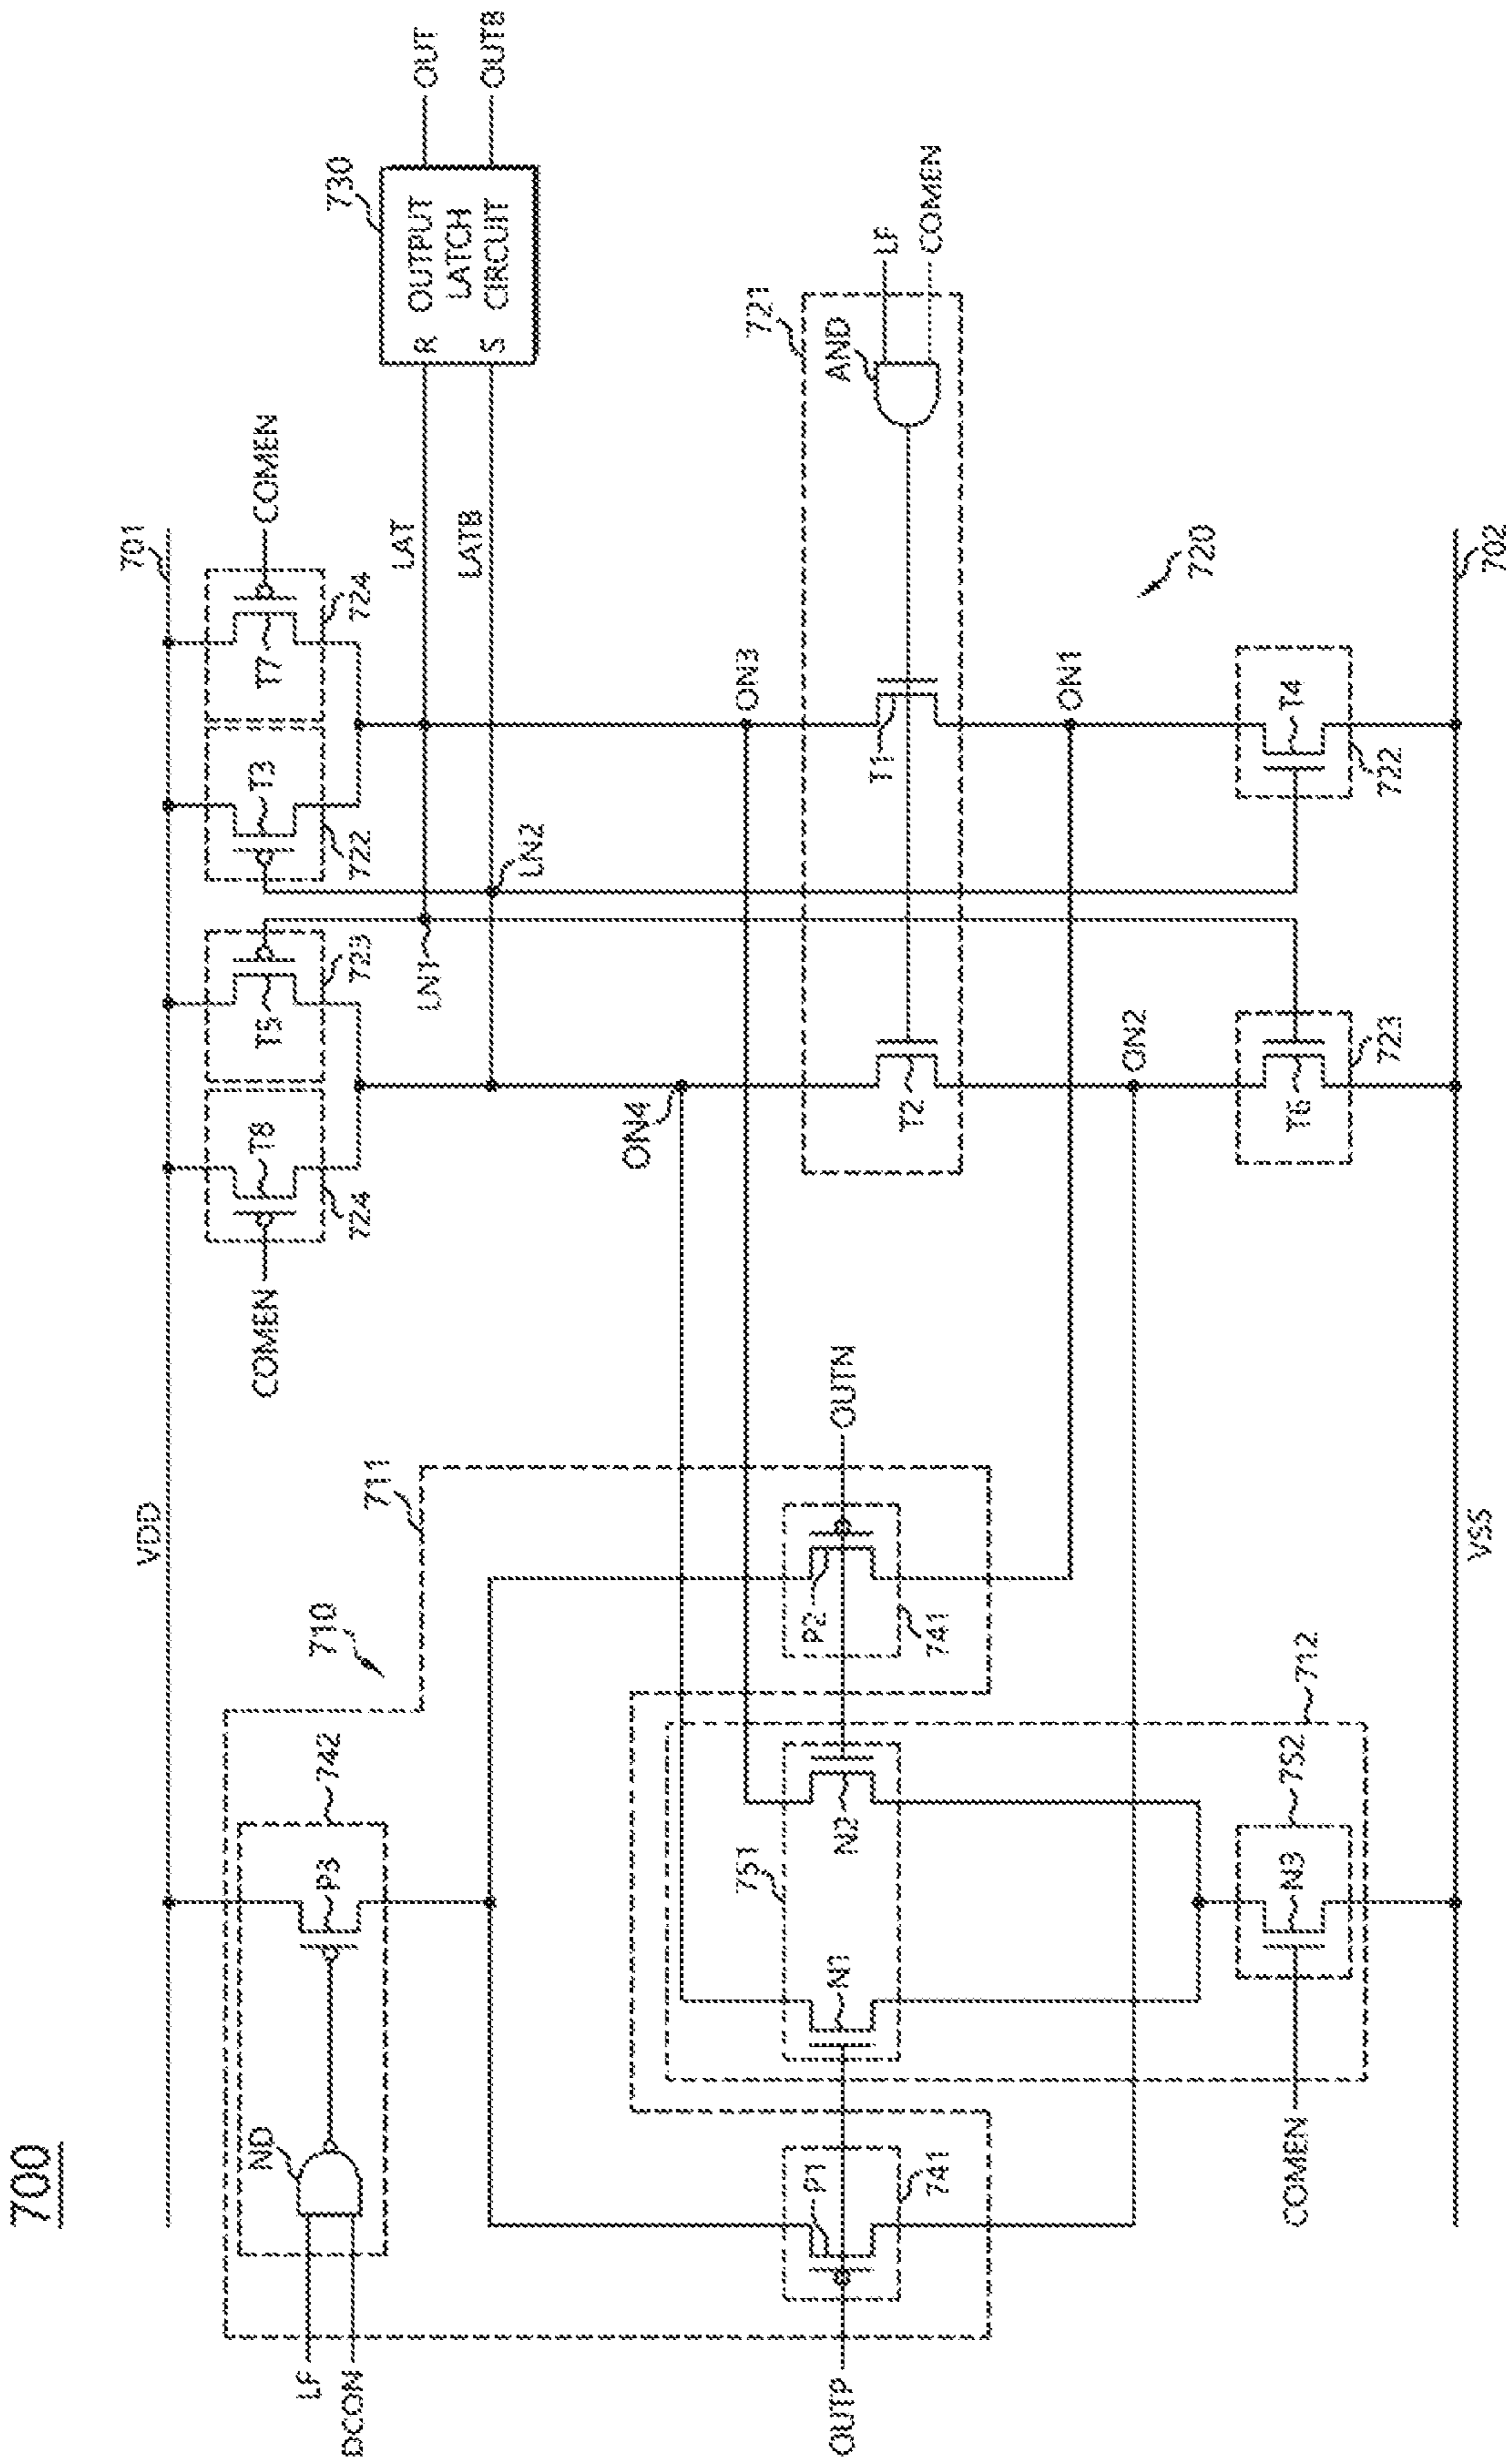 700
VDD
701
COMEN
T8
724
T5
723
T3
722
T7
724
COMEN
LN1
LN2
LAT
LATB
730
R OUTPUT
LATCH
S CIRCUIT
OUT
OUTB
710
711
LF
DCON
ND
P3
742
OUTP
P1
741
751
N1
N2
P2
741
OUTN
ON4
ON3
721
T2
T1
AND
LF
COMEN
ON2
ON1
720
712
752
COMEN
N3
T6
723
T4
722
VSS
702